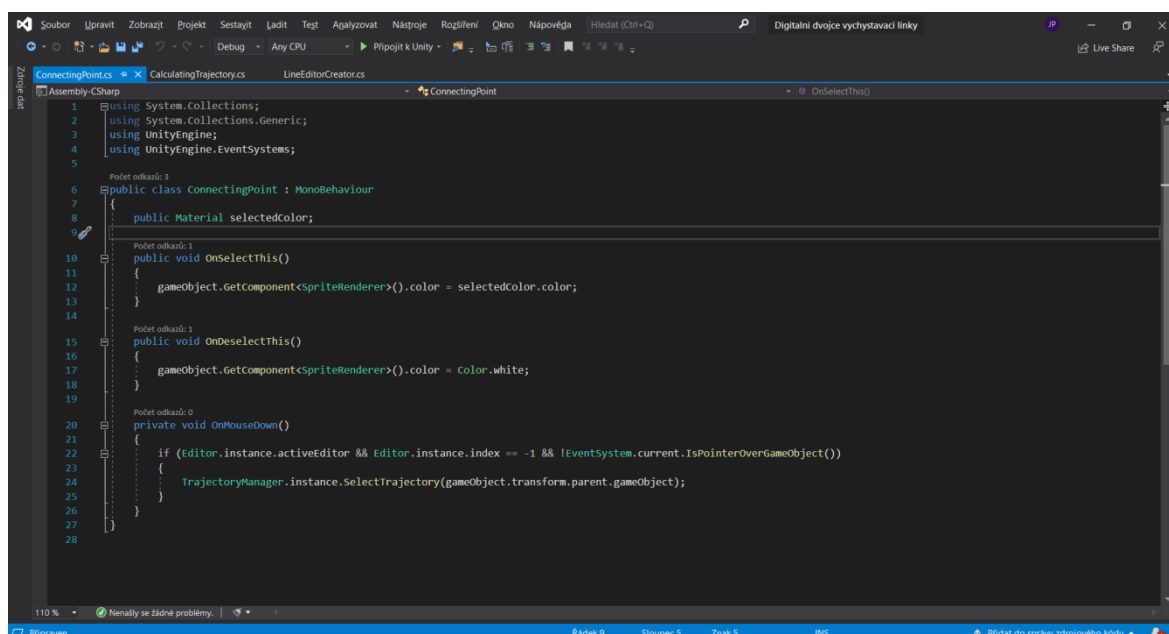 Soubor Upravit Zobrazit Projekt Sestavit Ladit Test Analyzovat Nástroje Rozšíření Okno Nápověda Hledat (Ctrl+Q) Digitalni dvojce vychystavaci linky JP
Debug Any CPU Připojit k Unity Live Share
Zdroje dat
ConnectingPoint.cs CalculatingTrajectory.cs LineEditorCreator.cs
Assembly-CSharp ConnectingPoint OnSelectThis()
1 using System.Collections;
2 using System.Collections.Generic;
3 using UnityEngine;
4 using UnityEngine.EventSystems;
5
Počet odkazů: 3
6 public class ConnectingPoint : MonoBehaviour
7 {
8 public Material selectedColor;
9
Počet odkazů: 1
10 public void OnSelectThis()
11 {
12 gameObject.GetComponent<SpriteRenderer>().color = selectedColor.color;
13 }
14
Počet odkazů: 1
15 public void OnDeselectThis()
16 {
17 gameObject.GetComponent<SpriteRenderer>().color = Color.white;
18 }
19
Počet odkazů: 0
20 private void OnMouseDown()
21 {
22 if (Editor.instance.activeEditor && Editor.instance.index == -1 && !EventSystem.current.IsPointerOverGameObject())
23 {
24 TrajectoryManager.instance.SelectTrajectory(gameObject.transform.parent.gameObject);
25 }
26 }
27 }
28
110 % Nenašly se žádné problémy.
Připraven Řádek 9 Sloupec 5 Znak 5 INS Přidat do správy zdrojového kódu